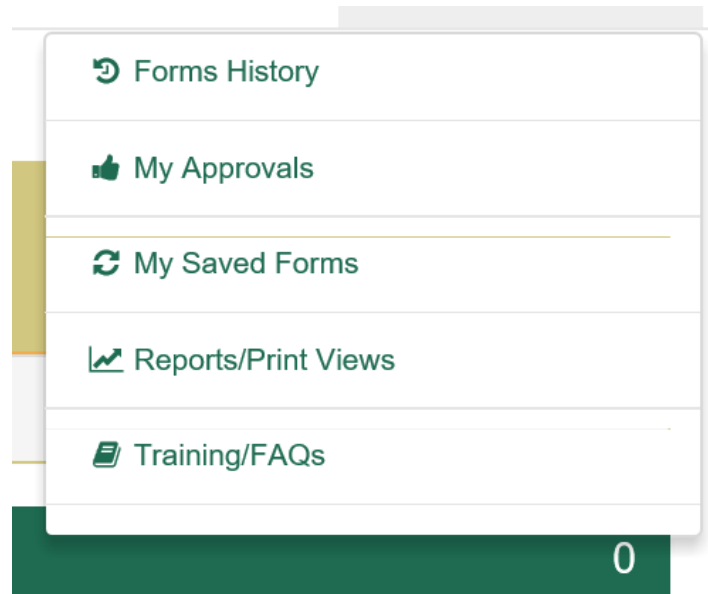 Forms History
My Approvals
My Saved Forms
Reports/Print Views
Training/FAQs
0